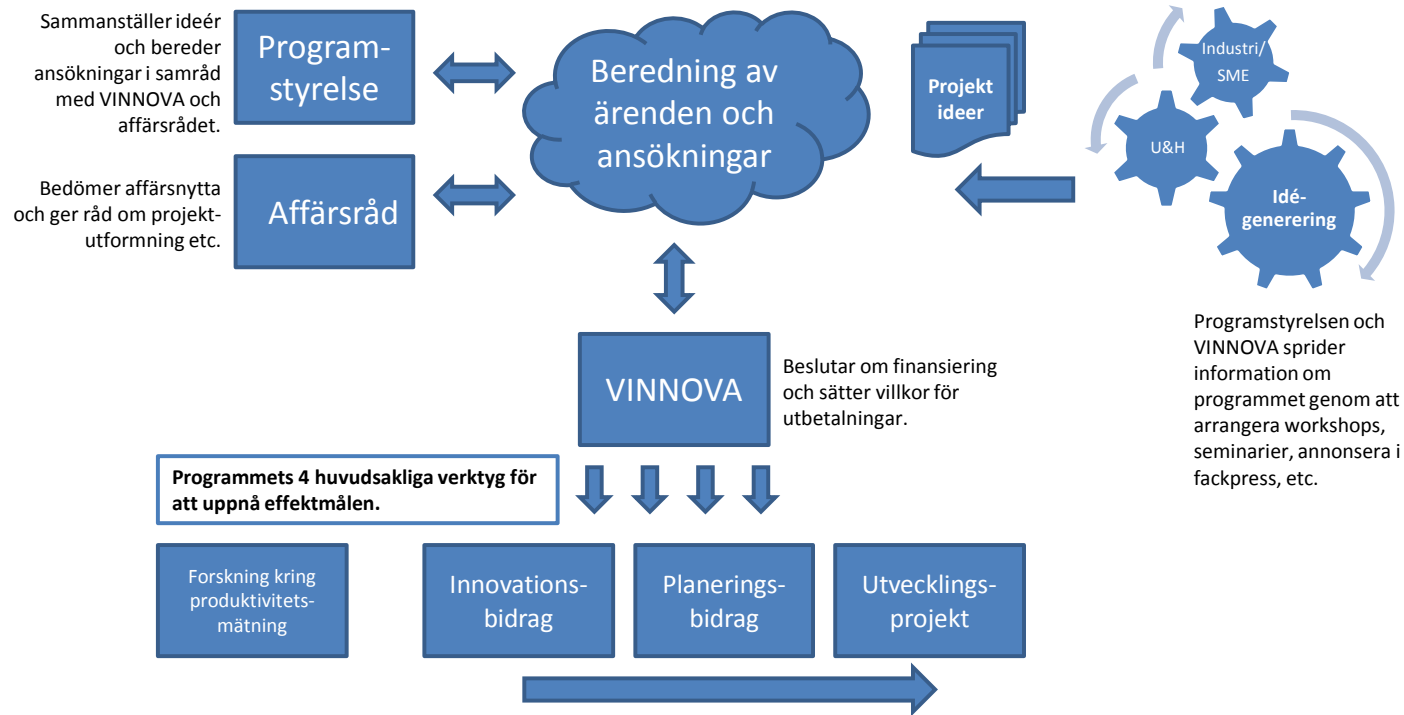 Sammanställer ideér
och bereder
ansökningar i samråd
med VINNOVA och
affärsrådet.
Program-
styrelse
Bedömer affärsnytta
och ger råd om projekt-
utformning etc.
Affärsråd
Beredning av
ärenden och
ansökningar
Projekt
ideer
Industri/
SME
U&H
Idé-
generering
Programstyrelsen och
VINNOVA sprider
information om
programmet genom att
arrangera workshops,
seminarier, annonsera i
fackpress, etc.
VINNOVA
Beslutar om finansiering
och sätter villkor för
utbetalningar.
Programmets 4 huvudsakliga verktyg för
att uppnå effektmålen.
Forskning kring
produktivitets-
mätning
Innovations-
bidrag
Planerings-
bidrag
Utvecklings-
projekt